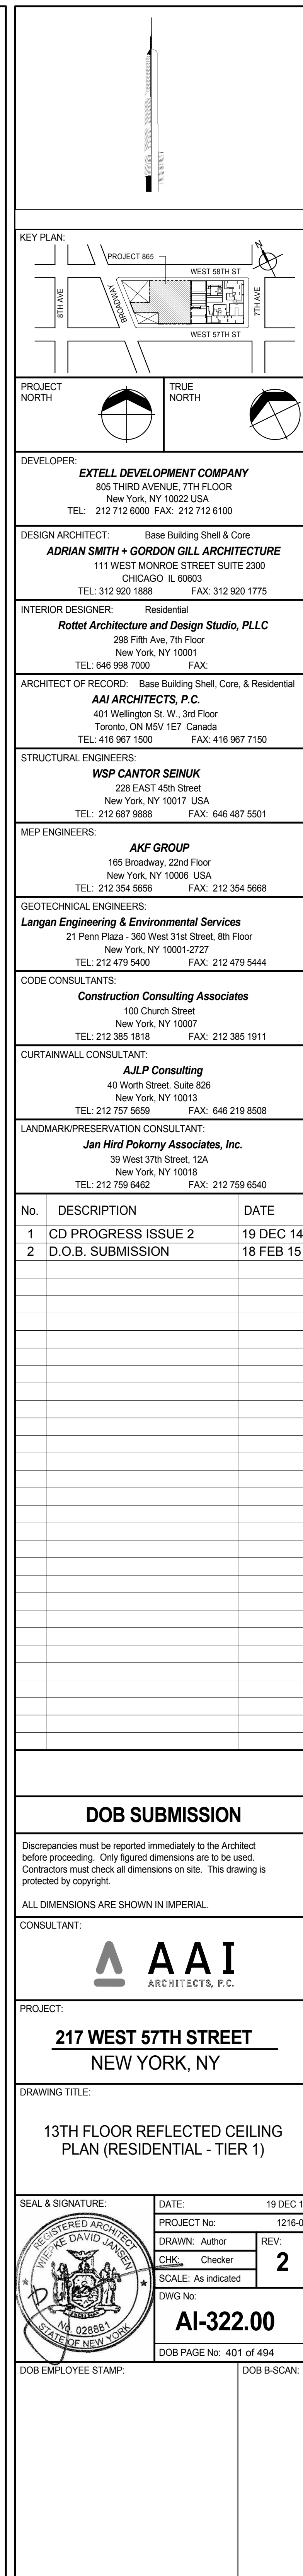 KEY PLAN:
PROJECT 865
N
WEST 58TH ST
8TH AVE
BROADWAY
7TH AVE
WEST 57TH ST
PROJECT
NORTH
TRUE
NORTH
DEVELOPER:
EXTELL DEVELOPMENT COMPANY
805 THIRD AVENUE, 7TH FLOOR
New York, NY 10022 USA
TEL: 212 712 6000 FAX: 212 712 6100
DESIGN ARCHITECT: Base Building Shell & Core
ADRIAN SMITH + GORDON GILL ARCHITECTURE
111 WEST MONROE STREET SUITE 2300
CHICAGO IL 60603
TEL: 312 920 1888 FAX: 312 920 1775
INTERIOR DESIGNER: Residential
Rottet Architecture and Design Studio, PLLC
298 Fifth Ave, 7th Floor
New York, NY 10001
TEL: 646 998 7000 FAX:
ARCHITECT OF RECORD: Base Building Shell, Core, & Residential
AAI ARCHITECTS, P.C.
401 Wellington St. W., 3rd Floor
Toronto, ON M5V 1E7 Canada
TEL: 416 967 1500 FAX: 416 967 7150
STRUCTURAL ENGINEERS:
WSP CANTOR SEINUK
228 EAST 45th Street
New York, NY 10017 USA
TEL: 212 687 9888 FAX: 646 487 5501
MEP ENGINEERS:
AKF GROUP
165 Broadway, 22nd Floor
New York, NY 10006 USA
TEL: 212 354 5656 FAX: 212 354 5668
GEOTECHNICAL ENGINEERS:
Langan Engineering & Environmental Services
21 Penn Plaza - 360 West 31st Street, 8th Floor
New York, NY 10001-2727
TEL: 212 479 5400 FAX: 212 479 5444
CODE CONSULTANTS:
Construction Consulting Associates
100 Church Street
New York, NY 10007
TEL: 212 385 1818 FAX: 212 385 1911
CURTAINWALL CONSULTANT:
AJLP Consulting
40 Worth Street. Suite 826
New York, NY 10013
TEL: 212 757 5659 FAX: 646 219 8508
LANDMARK/PRESERVATION CONSULTANT:
Jan Hird Pokorny Associates, Inc.
39 West 37th Street, 12A
New York, NY 10018
TEL: 212 759 6462 FAX: 212 759 6540
No. DESCRIPTION DATE
1 CD PROGRESS ISSUE 2 19 DEC 14
2 D.O.B. SUBMISSION 18 FEB 15
DOB SUBMISSION
Discrepancies must be reported immediately to the Architect
before proceeding. Only figured dimensions are to be used.
Contractors must check all dimensions on site. This drawing is
protected by copyright.
ALL DIMENSIONS ARE SHOWN IN IMPERIAL.
CONSULTANT:
AAI
ARCHITECTS, P.C.
PROJECT:
217 WEST 57TH STREET
NEW YORK, NY
DRAWING TITLE:
13TH FLOOR REFLECTED CEILING
PLAN (RESIDENTIAL - TIER 1)
SEAL & SIGNATURE:
REGISTERED ARCHITECT
DAVID JANSEN
No. 028881
STATE OF NEW YORK
DATE: 19 DEC 1
PROJECT No: 1216-0
DRAWN: Author
CHK: Checker
SCALE: As indicated
REV:
2
DWG No:
AI-322.00
DOB PAGE No: 401 of 494
DOB EMPLOYEE STAMP:
DOB B-SCAN: